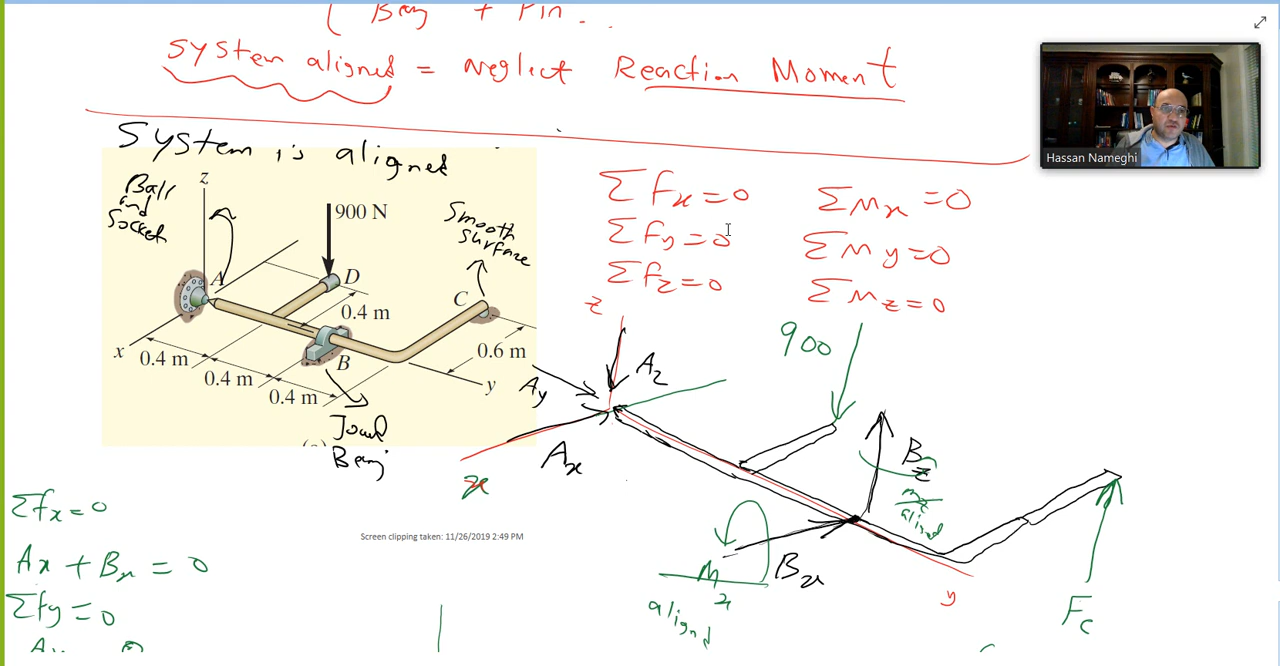 + Pin . .
System aligned = Neglect Reaction Moment
Hassan Nameghi
System is aligned
Ball and Socket
z
900 N
Smooth surface
A
D
C
0.4 m
0.6 m
x
0.4 m
B
0.4 m
y
0.4 m
ΣFx = 0
ΣMx = 0
ΣFy = 0
ΣMy = 0
ΣFz = 0
ΣMz = 0
z
900
Az
Ay
Ax
x
Bz
aligned
Bx
aligned
y
Fc
Screen clipping taken: 11/26/2019 2:49 PM
ΣFx = 0
Ax + Bx = 0
ΣFy = 0